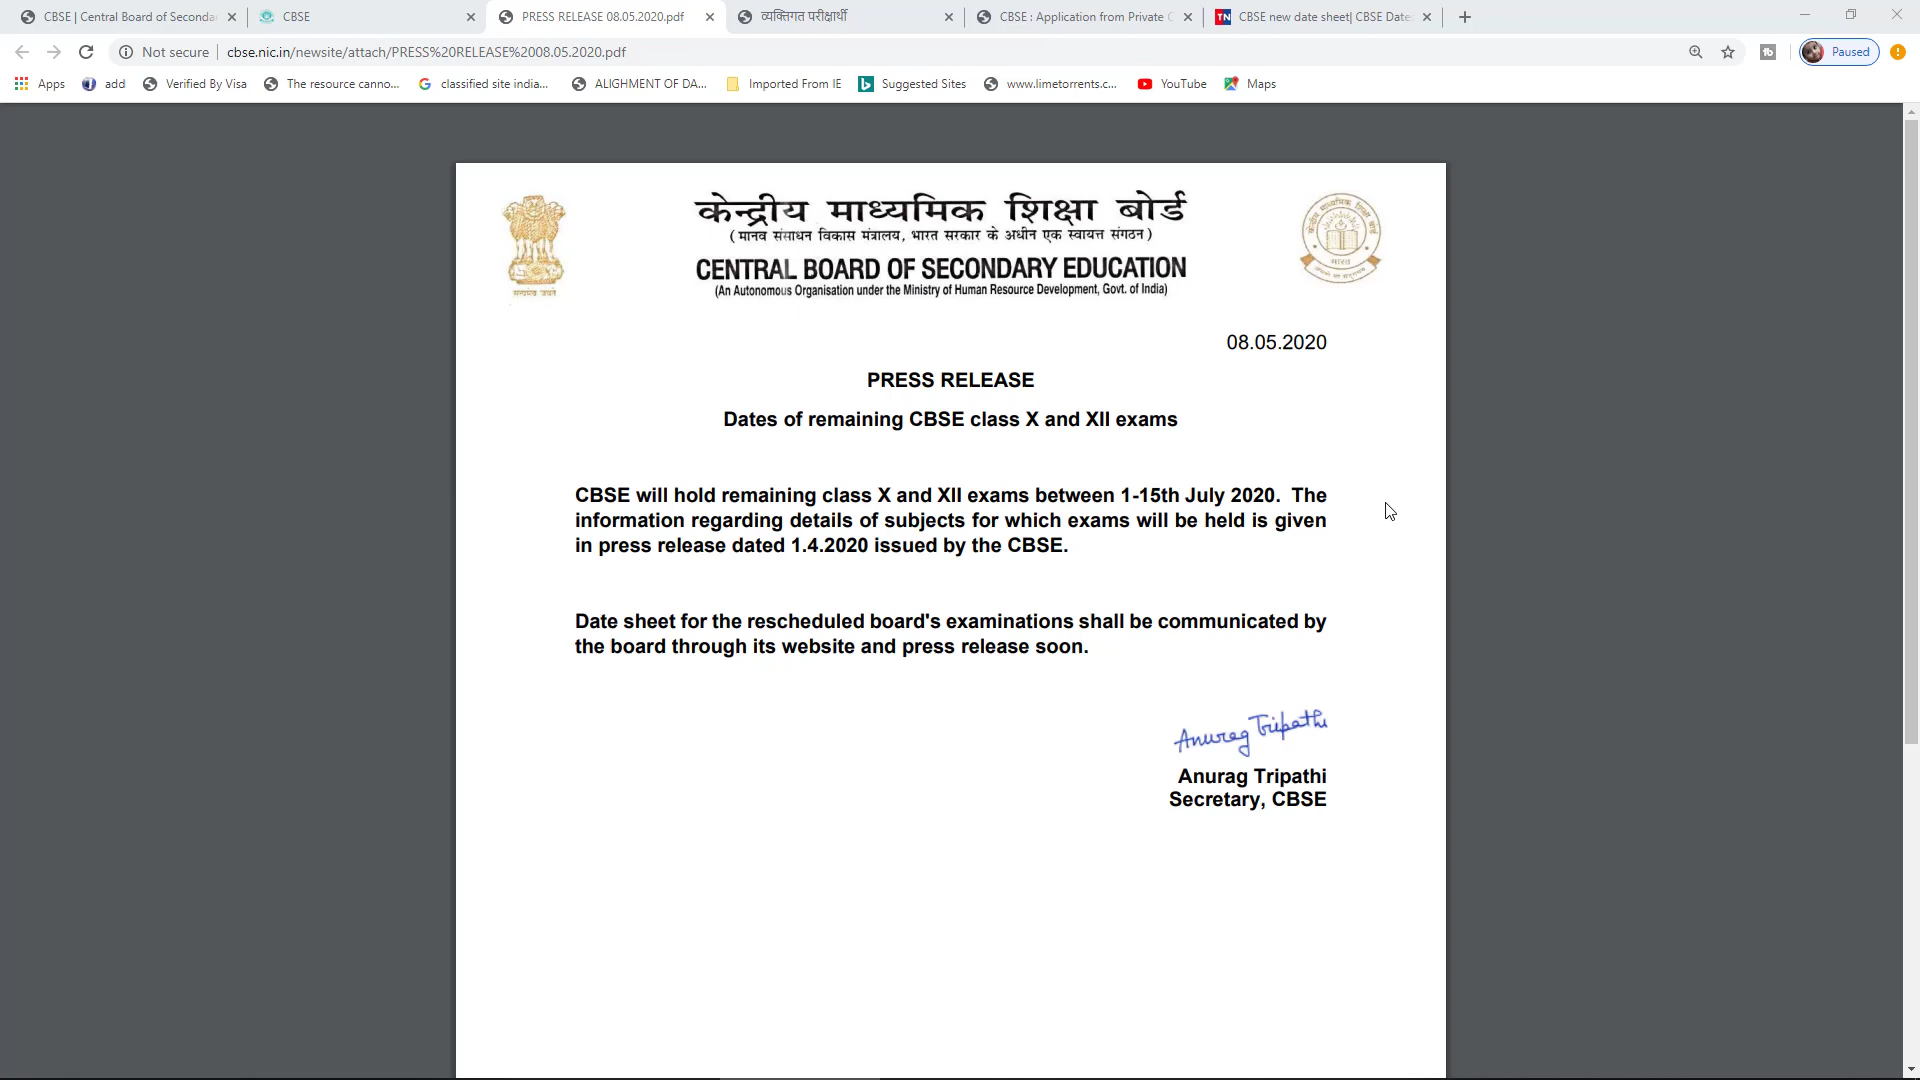 CBSE | Central Board of Seconda
CBSE
PRESS RELEASE 08.05.2020.pdf
व्यक्तिगत परीक्षार्थी
CBSE : Application from Private C
TN
CBSE new date sheet| CBSE Date
Not secure
cbse.nic.in/newsite/attach/PRESS%20RELEASE%2008.05.2020.pdf
Paused
Apps
add
Verified By Visa
The resource canno...
classified site india...
ALIGHMENT OF DA...
Imported From IE
Suggested Sites
www.limetorrents.c...
YouTube
Maps
केन्द्रीय माध्यमिक शिक्षा बोर्ड
(मानव संसाधन विकास मंत्रालय, भारत सरकार के अधीन एक स्वायत्त संगठन)
CENTRAL BOARD OF SECONDARY EDUCATION
(An Autonomous Organisation under the Ministry of Human Resource Development, Govt. of India)
सत्यमेव जयते
केन्द्रीय माध्यमिक शिक्षा बोर्ड
भारत
08.05.2020
PRESS RELEASE
Dates of remaining CBSE class X and XII exams
CBSE will hold remaining class X and XII exams between 1-15th July 2020. The
information regarding details of subjects for which exams will be held is given
in press release dated 1.4.2020 issued by the CBSE.
Date sheet for the rescheduled board's examinations shall be communicated by
the board through its website and press release soon.
Anurag Tripathi
Anurag Tripathi
Secretary, CBSE